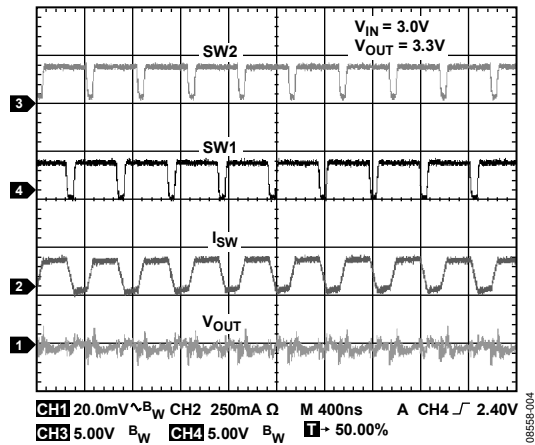 V_IN = 3.0V
V_OUT = 3.3V
SW2
3
SW1
4
I_SW
2
V_OUT
1
CH1 20.0mV ∿ B_W CH2 250mA Ω M 400ns A CH4 ⎍ 2.40V
CH3 5.00V B_W CH4 5.00V B_W T → 50.00%
08558-004